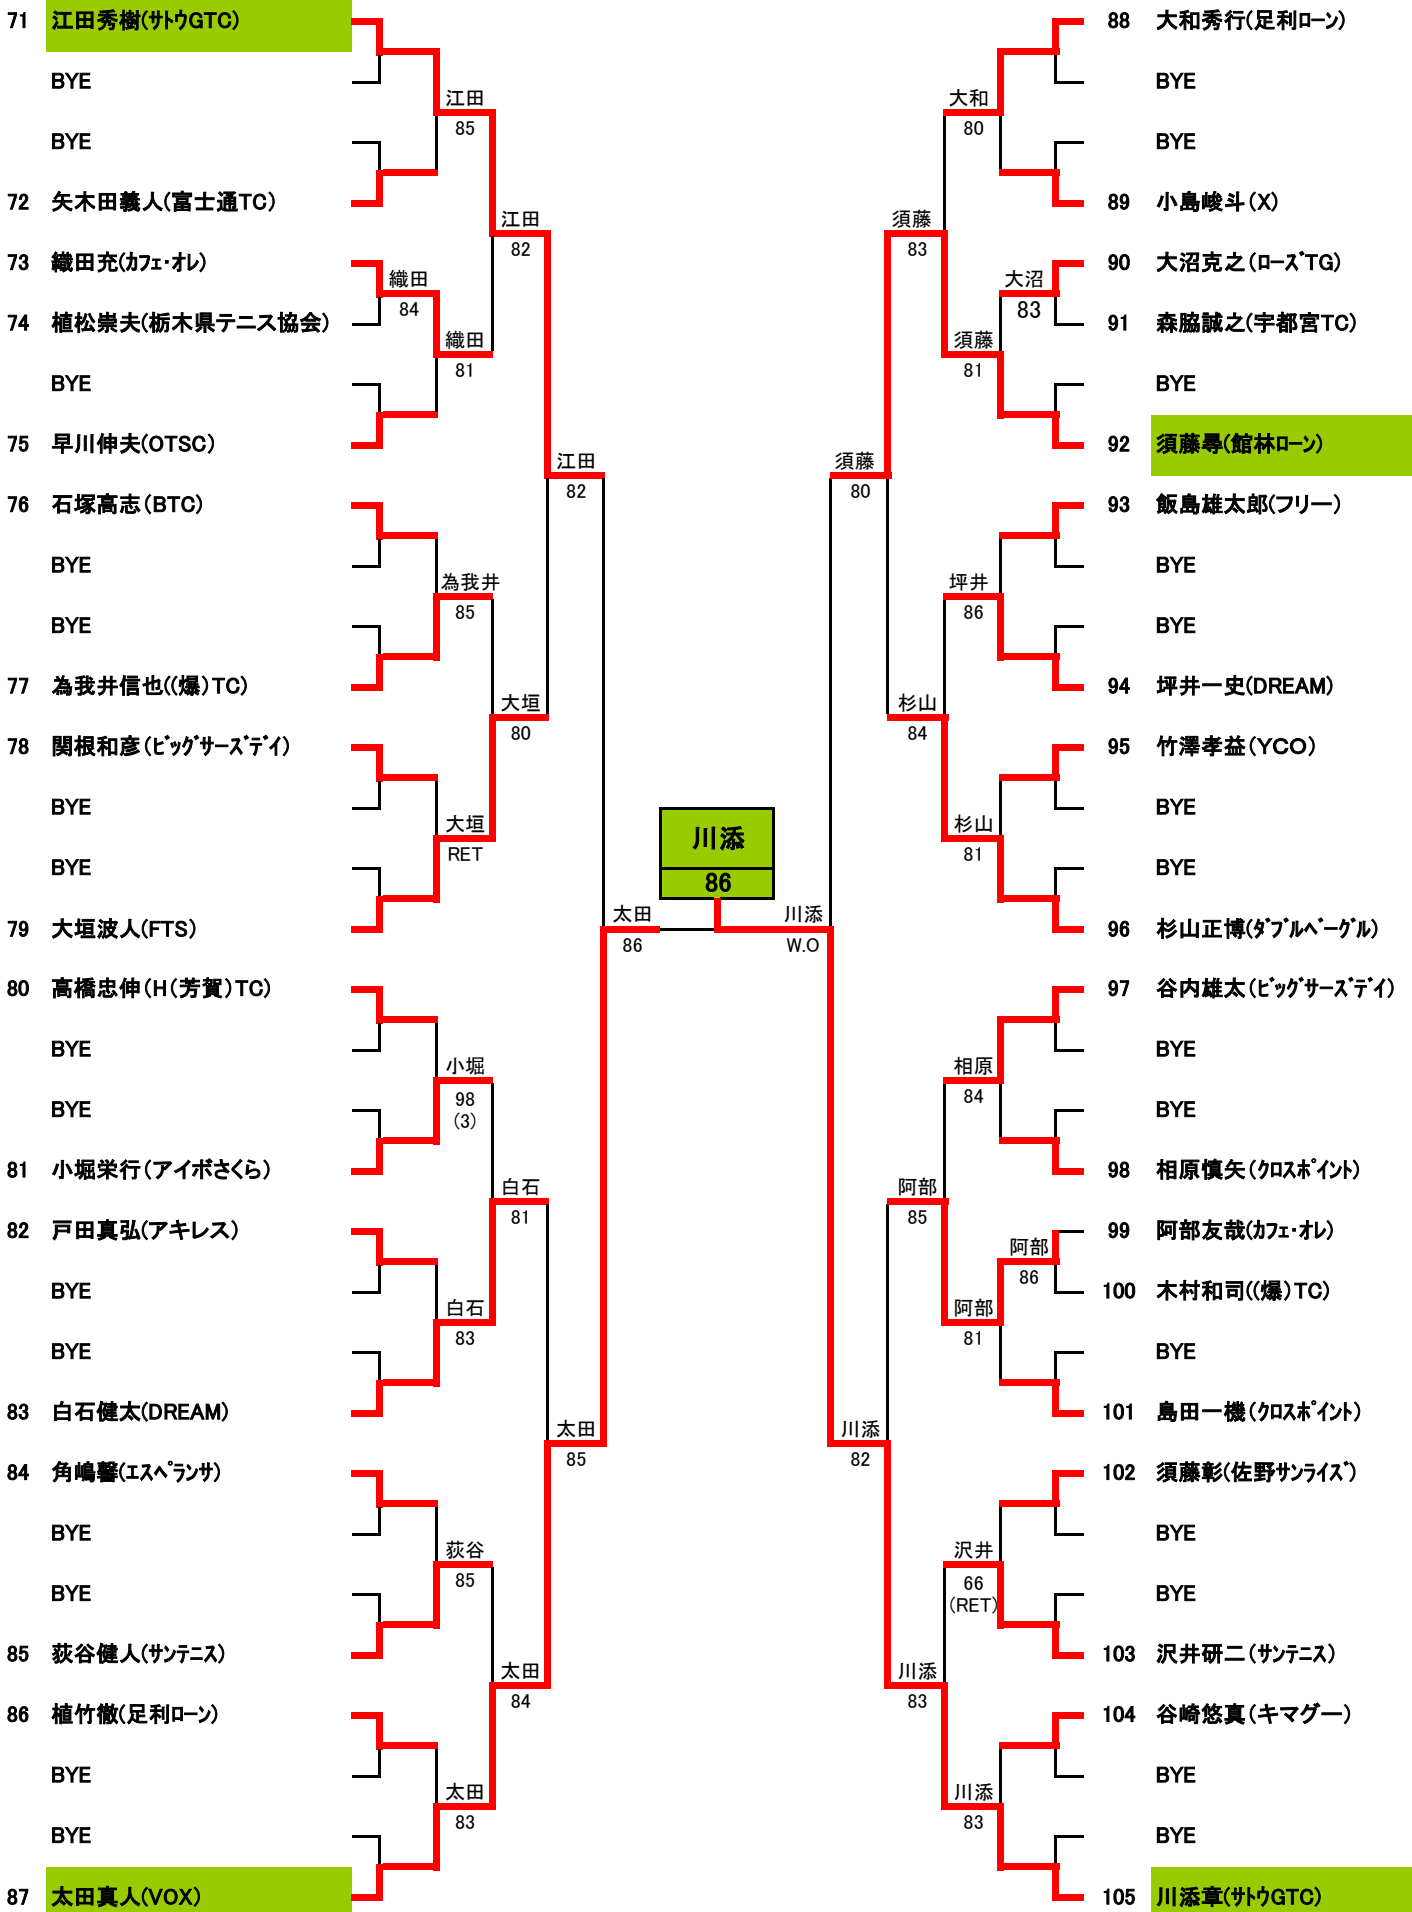 71 江田秀樹(ｻﾄｳGTC)
BYE
BYE
72 矢木田義人(富士通TC)
73 織田充(ｶﾌｪ･ｵﾚ)
74 植松崇夫(栃木県テニス協会)
BYE
75 早川伸夫(OTSC)
76 石塚高志(BTC)
BYE
BYE
77 為我井信也((爆)TC)
78 関根和彦(ﾋﾞｯｸﾞｻｰｽﾞﾃﾞｲ)
BYE
BYE
79 大垣波人(FTS)
80 高橋忠伸(H(芳賀)TC)
BYE
BYE
81 小堀栄行(アイボさくら)
82 戸田真弘(アキレス)
BYE
BYE
83 白石健太(DREAM)
84 角嶋馨(ｴｽﾍﾟﾗﾝｻ)
BYE
BYE
85 荻谷健人(ｻﾝﾃﾆｽ)
86 植竹徹(足利ﾛｰﾝ)
BYE
BYE
87 太田真人(VOX)
織田
84
江田
85
織田
81
為我井
85
大垣
RET
小堀
98
(3)
白石
83
荻谷
85
太田
83
江田
82
大垣
80
白石
81
太田
84
江田
82
太田
85
太田
86
川添
86
川添
W.O
須藤
80
川添
82
須藤
83
杉山
84
阿部
85
川添
83
大和
80
須藤
81
坪井
86
杉山
81
相原
84
阿部
81
沢井
66
(RET)
川添
83
大沼
83
阿部
86
88 大和秀行(足利ﾛｰﾝ)
BYE
BYE
89 小島峻斗(X)
90 大沼克之(ﾛｰｽﾞTG)
91 森脇誠之(宇都宮TC)
BYE
92 須藤尋(館林ﾛｰﾝ)
93 飯島雄太郎(フリー)
BYE
BYE
94 坪井一史(DREAM)
95 竹澤孝益(YCO)
BYE
BYE
96 杉山正博(ﾀﾞﾌﾞﾙﾍﾞｰｸﾞﾙ)
97 谷内雄太(ﾋﾞｯｸﾞｻｰｽﾞﾃﾞｲ)
BYE
BYE
98 相原慎矢(ｸﾛｽﾎﾟｲﾝﾄ)
99 阿部友哉(ｶﾌｪ･ｵﾚ)
100 木村和司((爆)TC)
BYE
101 島田一機(ｸﾛｽﾎﾟｲﾝﾄ)
102 須藤彰(佐野ｻﾝﾗｲｽﾞ)
BYE
BYE
103 沢井研二(ｻﾝﾃﾆｽ)
104 谷崎悠真(キマグー)
BYE
BYE
105 川添章(ｻﾄｳGTC)